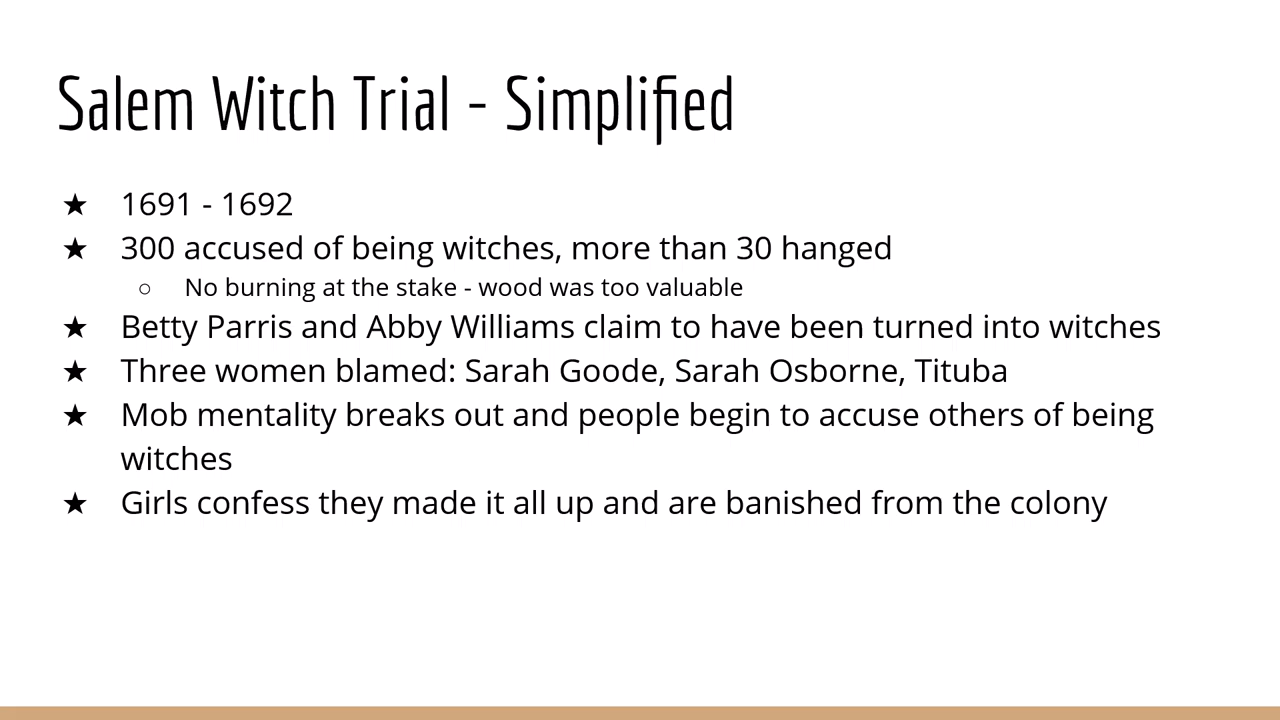 Salem Witch Trial - Simplified
★ 1691 - 1692
★ 300 accused of being witches, more than 30 hanged
○ No burning at the stake - wood was too valuable
★ Betty Parris and Abby Williams claim to have been turned into witches
★ Three women blamed: Sarah Goode, Sarah Osborne, Tituba
★ Mob mentality breaks out and people begin to accuse others of being
witches
★ Girls confess they made it all up and are banished from the colony